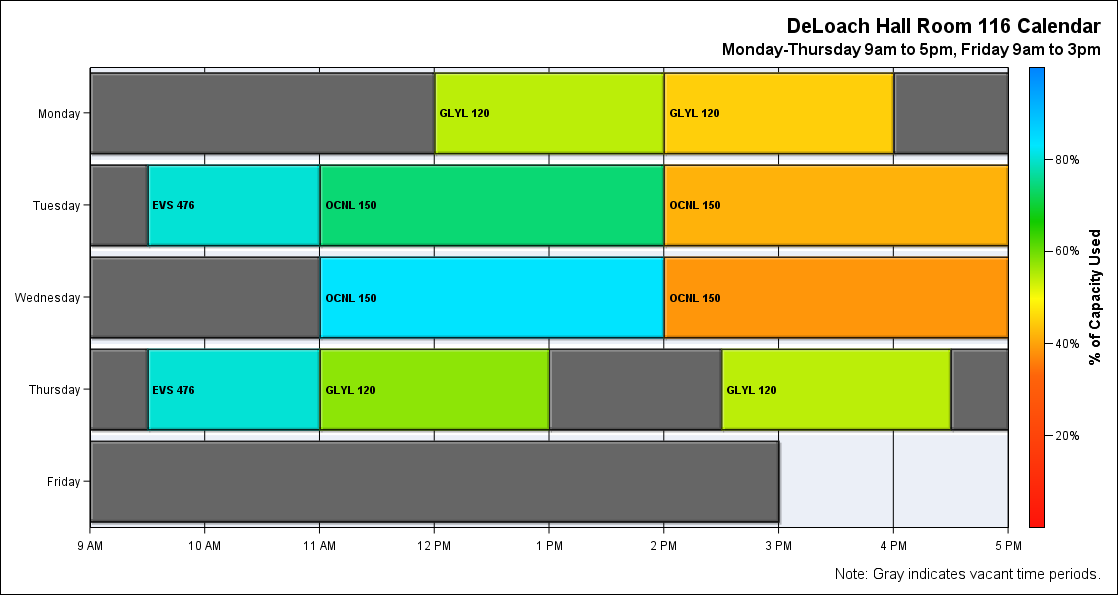 DeLoach Hall Room 116 Calendar
Monday-Thursday 9am to 5pm, Friday 9am to 3pm
Monday
GLYL 120
GLYL 120
Tuesday
EVS 476
OCNL 150
OCNL 150
Wednesday
OCNL 150
OCNL 150
Thursday
EVS 476
GLYL 120
GLYL 120
Friday
9 AM
10 AM
11 AM
12 PM
1 PM
2 PM
3 PM
4 PM
5 PM
80%
60%
40%
20%
% of Capacity Used
Note: Gray indicates vacant time periods.